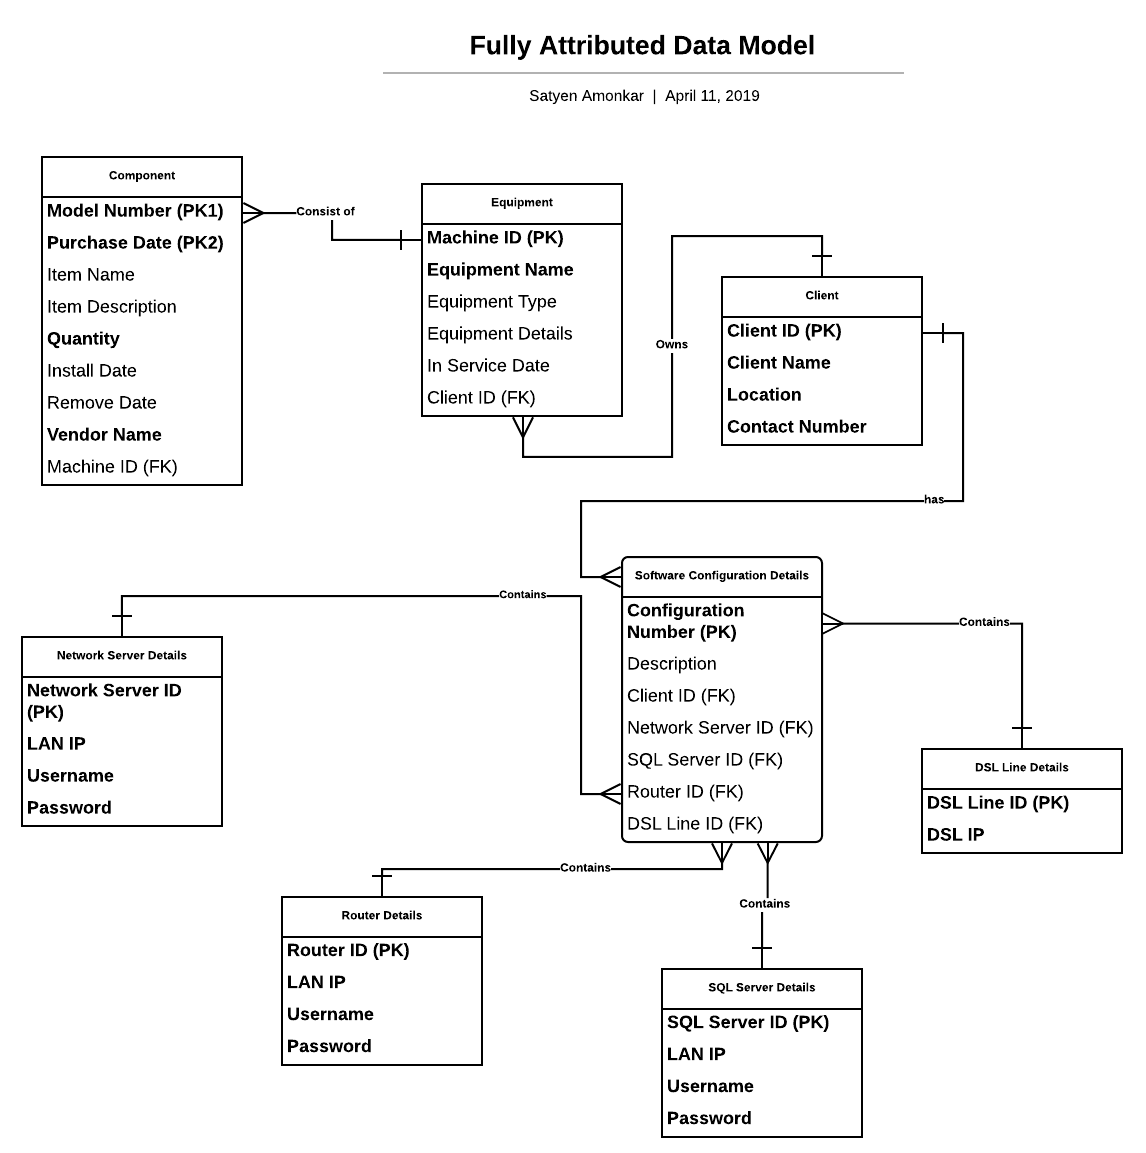 Fully Attributed Data Model
Satyen Amonkar | April 11, 2019
Component
Model Number (PK1)
Purchase Date (PK2)
Item Name
Item Description
Quantity
Install Date
Remove Date
Vendor Name
Machine ID (FK)
Consist of
Equipment
Machine ID (PK)
Equipment Name
Equipment Type
Equipment Details
In Service Date
Client ID (FK)
Owns
Client
Client ID (PK)
Client Name
Location
Contact Number
has
Software Configuration Details
Configuration
Number (PK)
Description
Client ID (FK)
Network Server ID (FK)
SQL Server ID (FK)
Router ID (FK)
DSL Line ID (FK)
Contains
Network Server Details
Network Server ID
(PK)
LAN IP
Username
Password
Contains
DSL Line Details
DSL Line ID (PK)
DSL IP
Contains
Router Details
Router ID (PK)
LAN IP
Username
Password
Contains
SQL Server Details
SQL Server ID (PK)
LAN IP
Username
Password